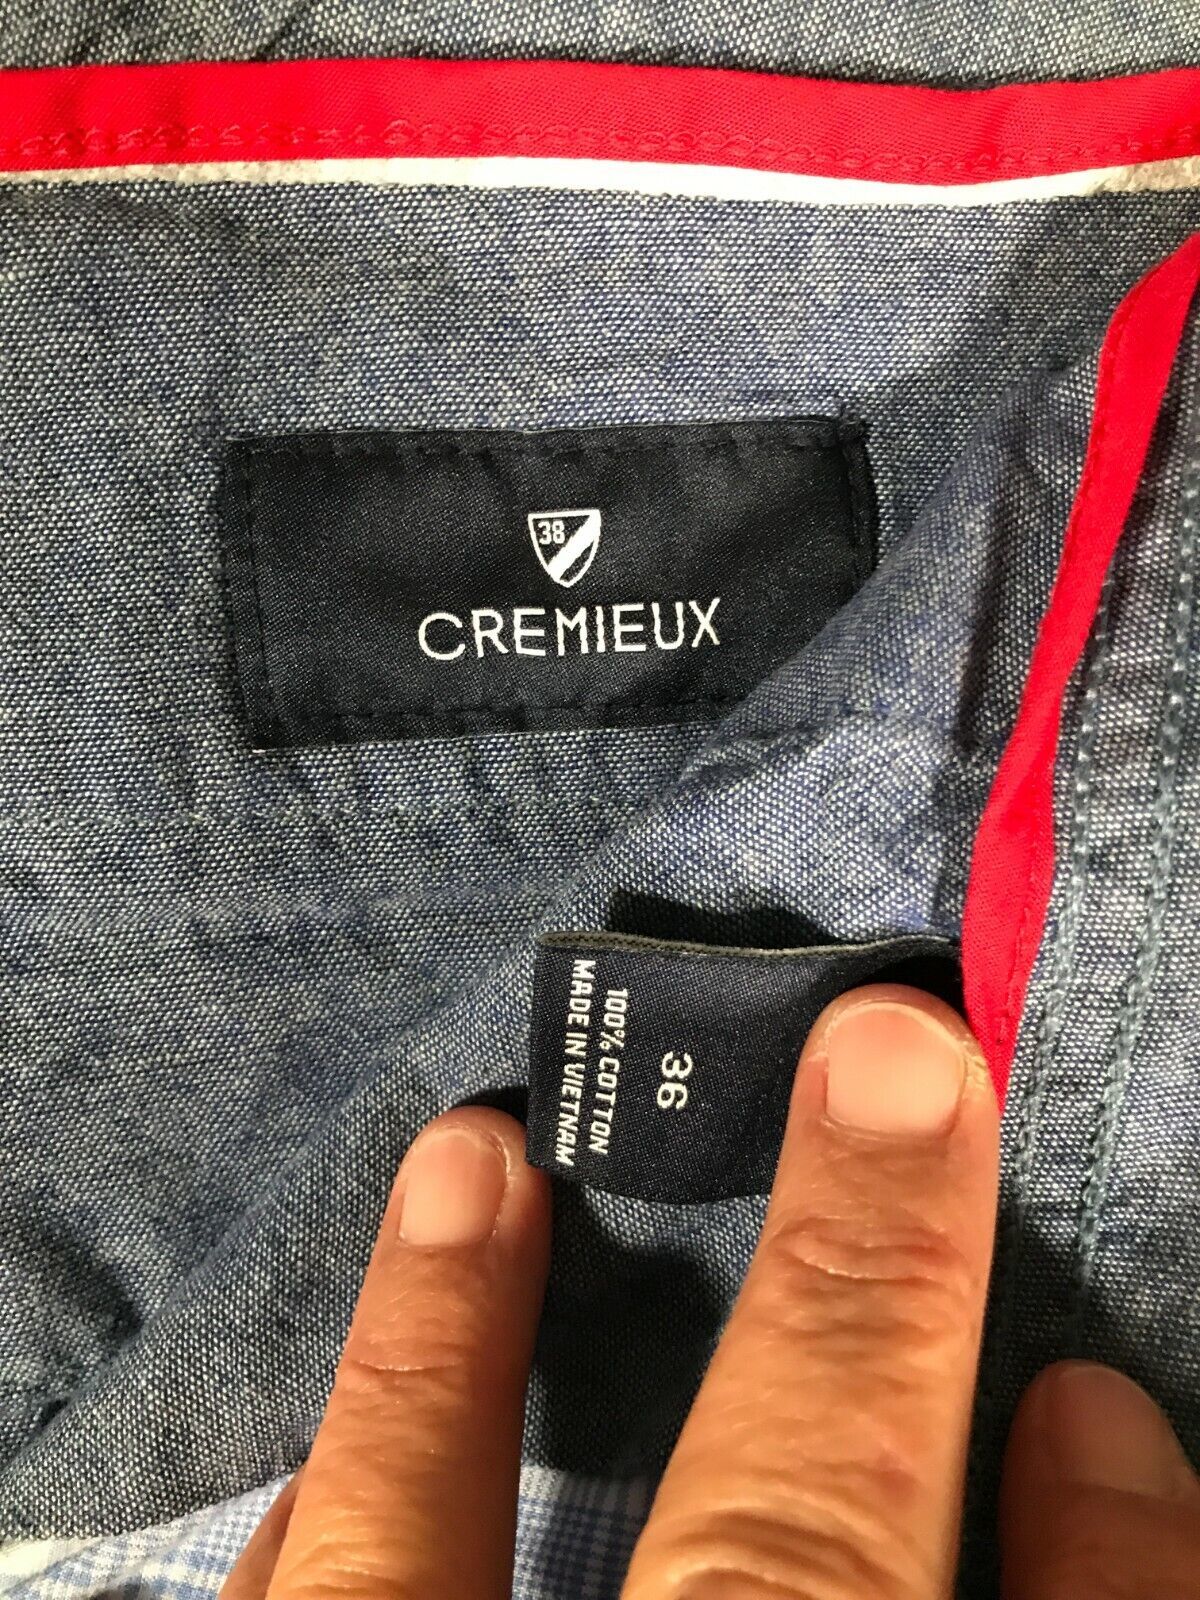 38
CREMIEUX
36
100% COTTON
MADE IN VIETNAM